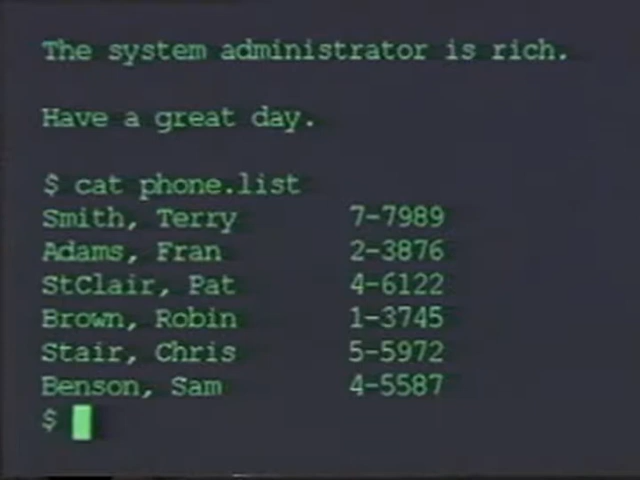 The system administrator is rich.
Have a great day.
$ cat phone.list
Smith, Terry 7-7989
Adams, Fran 2-3876
StClair, Pat 4-6122
Brown, Robin 1-3745
Stair, Chris 5-5972
Benson, Sam 4-5587
$